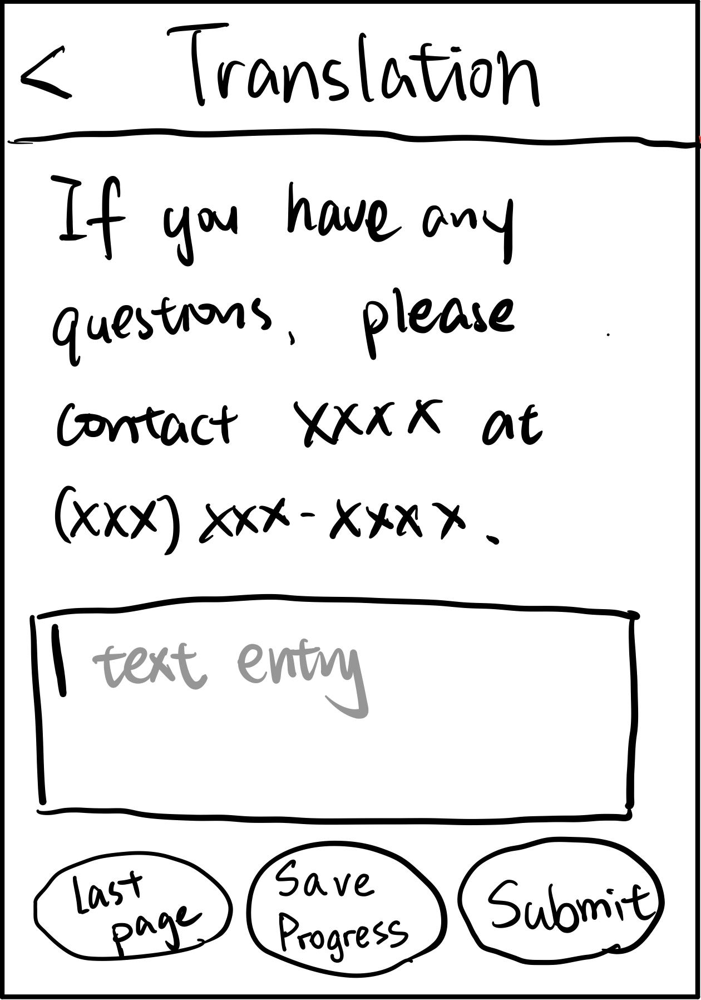 < Translation
If you have any
questions, please
contact xxxx at
(xxx) xxx-xxxx.
text entry
last
page
Save
Progress
Submit